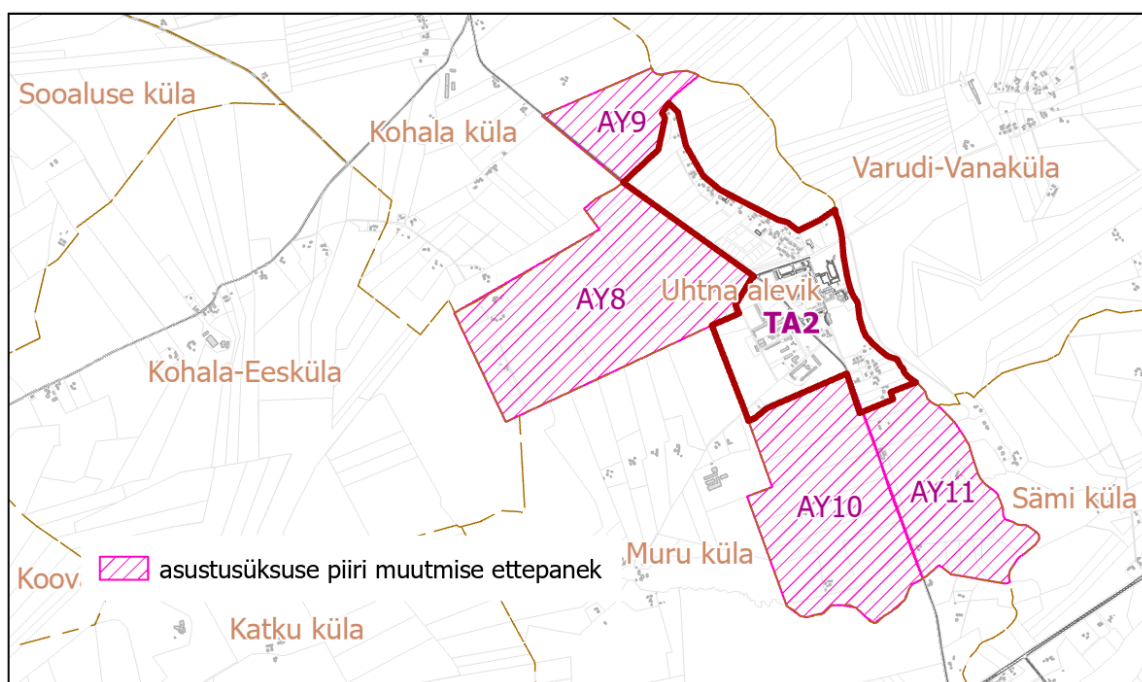 Sooaluse küla
Kohala küla
AY9
Varudi-Vanaküla
AY8
Uhtna alevik
TA2
Kohala-Eesküla
AY10
AY11
Sämi küla
Muru küla
asustusüksuse piiri muutmise ettepanek
Katku küla